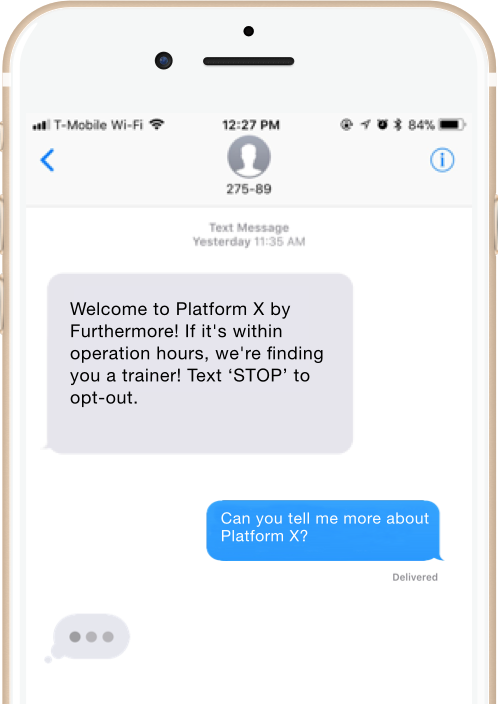 T-Mobile Wi-Fi 12:27 PM 84%
275-89
Text Message
Yesterday 11:35 AM
Welcome to Platform X by
Furthermore! If it's within
operation hours, we're finding
you a trainer! Text ‘STOP’ to
opt-out.
Can you tell me more about
Platform X?
Delivered